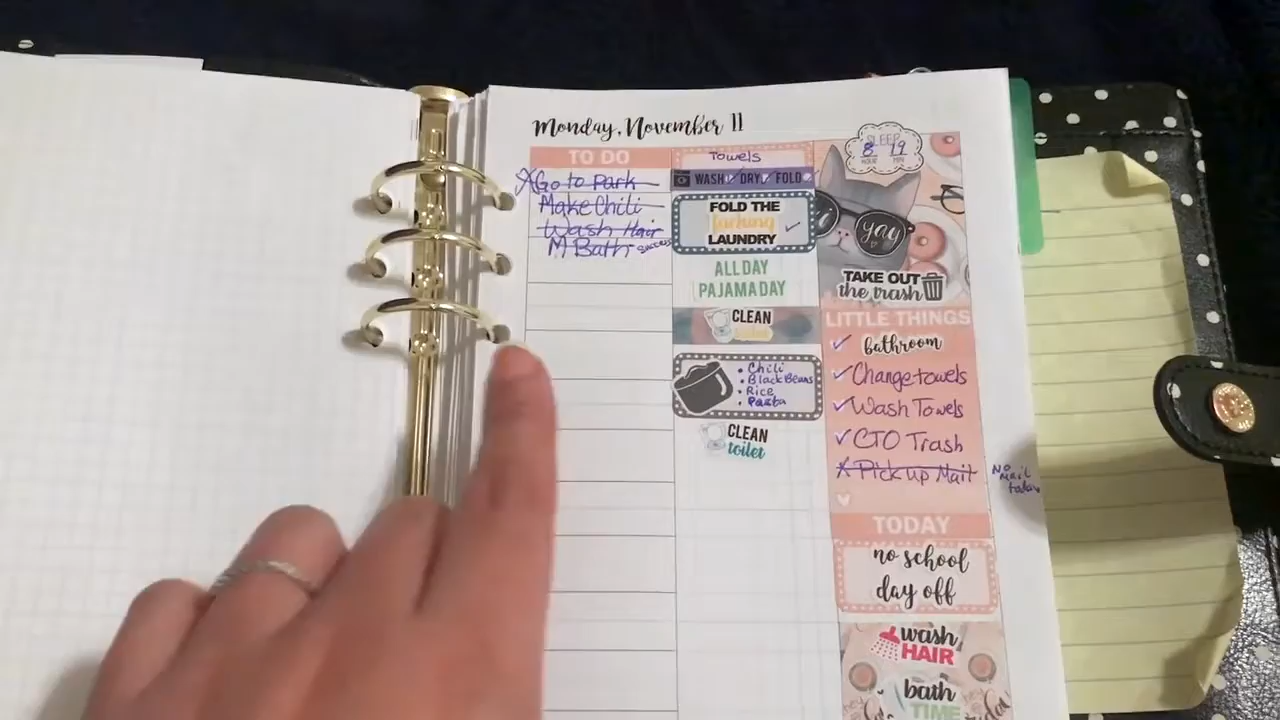 Monday, November 11
TO DO
Go to Park
Make Chili
Wash Hair
M Bath
Towels
WASH DRY FOLD
FOLD THE
fucking
LAUNDRY
ALL DAY
PAJAMA DAY
CLEAN
• Chili
• Black Beans
• Rice
• Pasta
CLEAN
toilet
SLEEP
8 19
HOUR MIN
yay
TAKE OUT
the trash
LITTLE THINGS
bathroom
Change towels
Wash Towels
CTO Trash
Pick up Mail
No
Mail
today
TODAY
no school
day off
wash
HAIR
bath
TIME